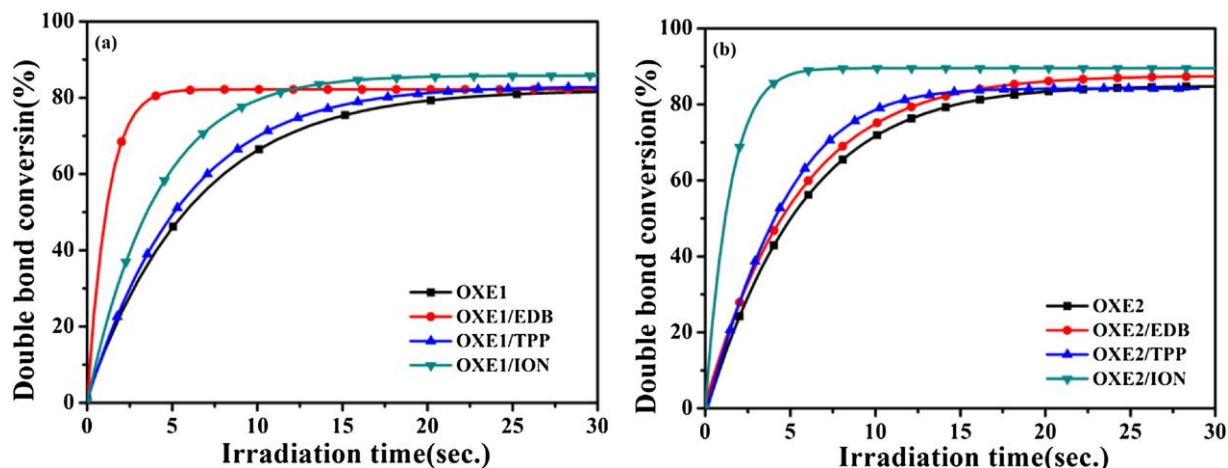 (a)
Double bond conversin(%)
100
80
60
40
20
0
0 5 10 15 20 25 30
Irradiation time(sec.)
OXE1
OXE1/EDB
OXE1/TPP
OXE1/ION
(b)
Double bond conversion(%)
100
80
60
40
20
0
0 5 10 15 20 25 30
Irradiation time(sec.)
OXE2
OXE2/EDB
OXE2/TPP
OXE2/ION